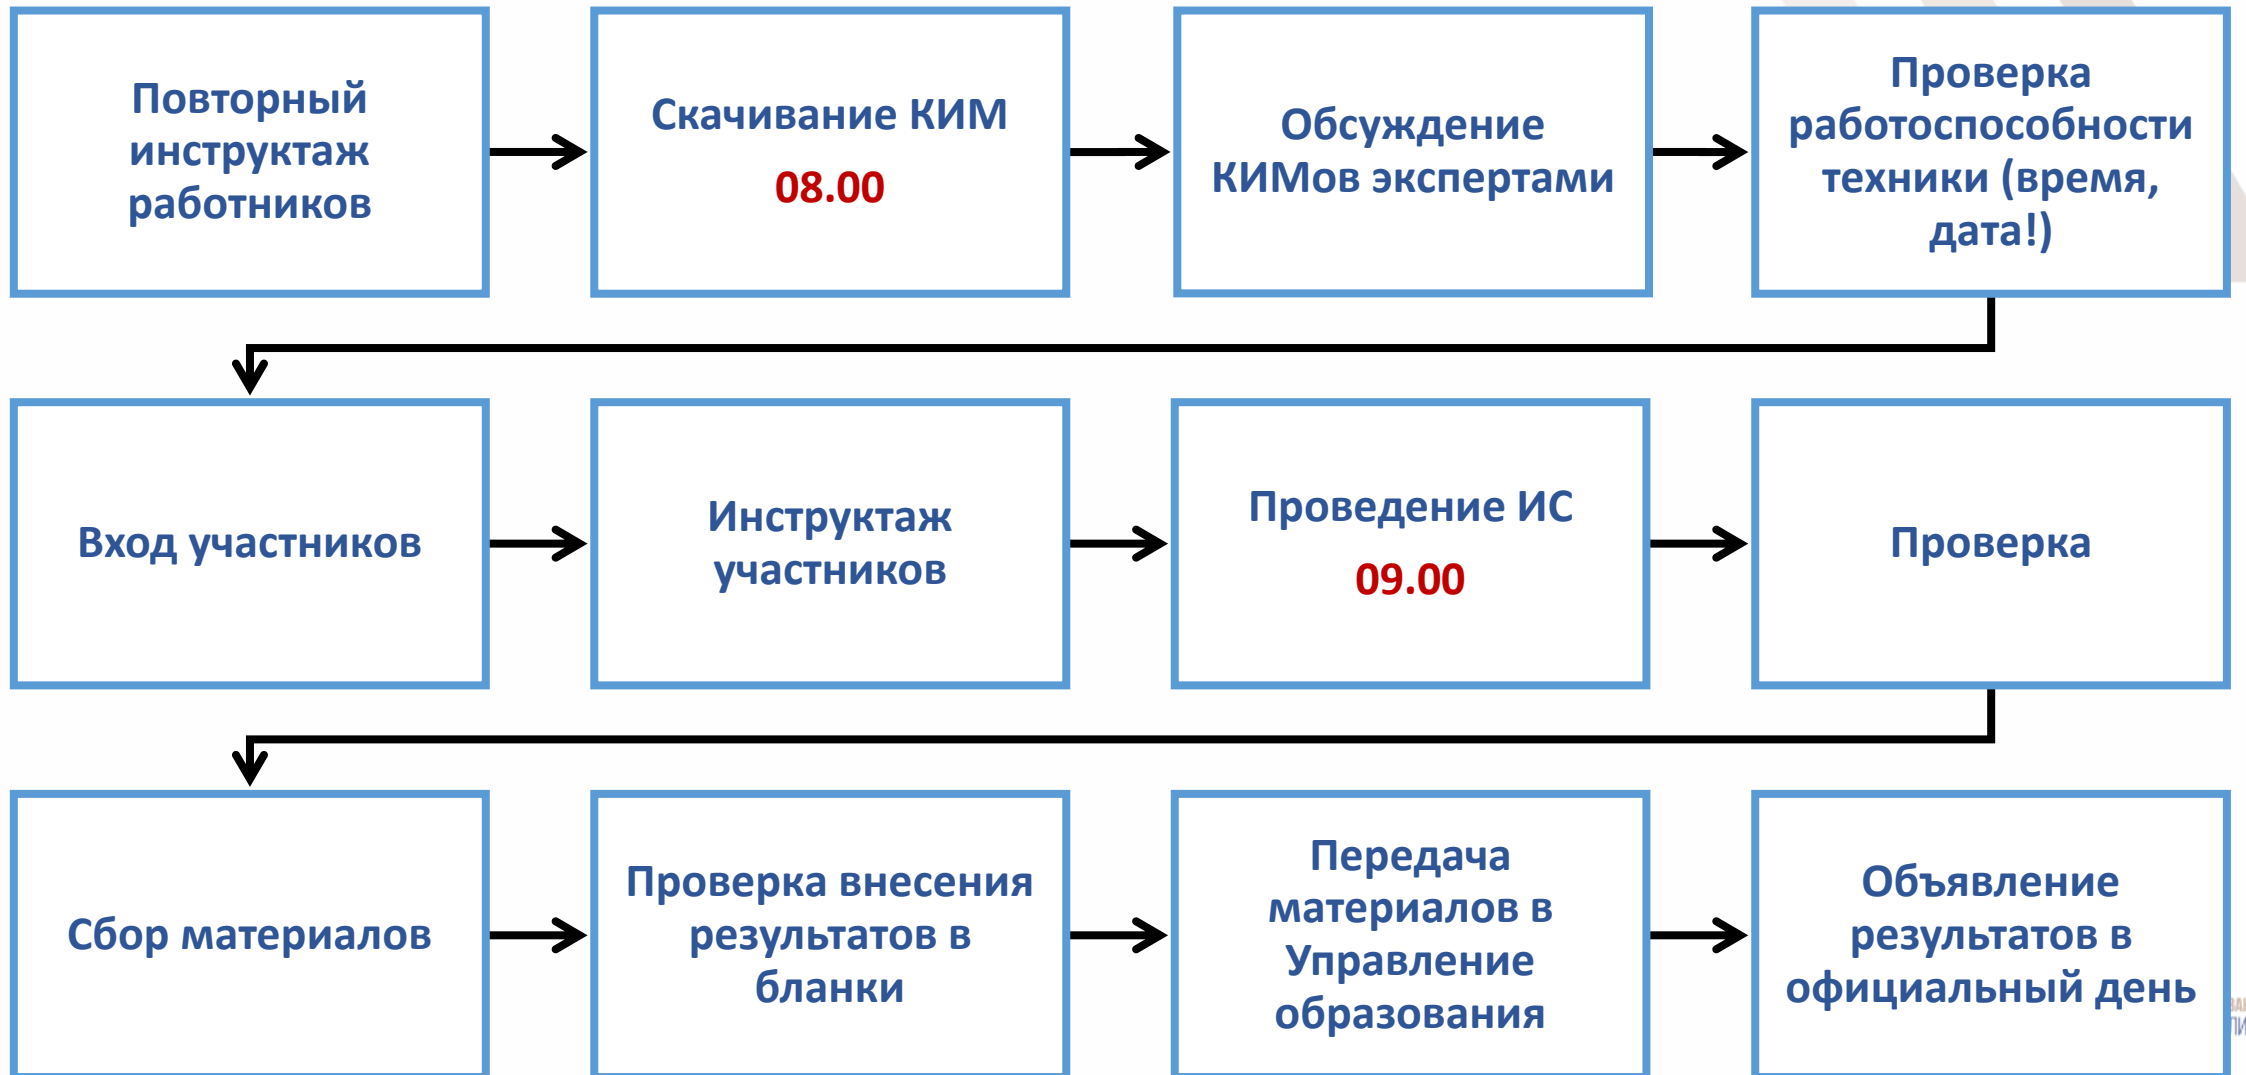 Повторный
инструктаж
работников
Скачивание КИМ
08.00
Обсуждение
КИМов экспертами
Проверка
работоспособности
техники (время,
дата!)
Вход участников
Инструктаж
участников
Проведение ИС
09.00
Проверка
Сбор материалов
Проверка внесения
результатов в
бланки
Передача
материалов в
Управление
образования
Объявление
результатов в
официальный день